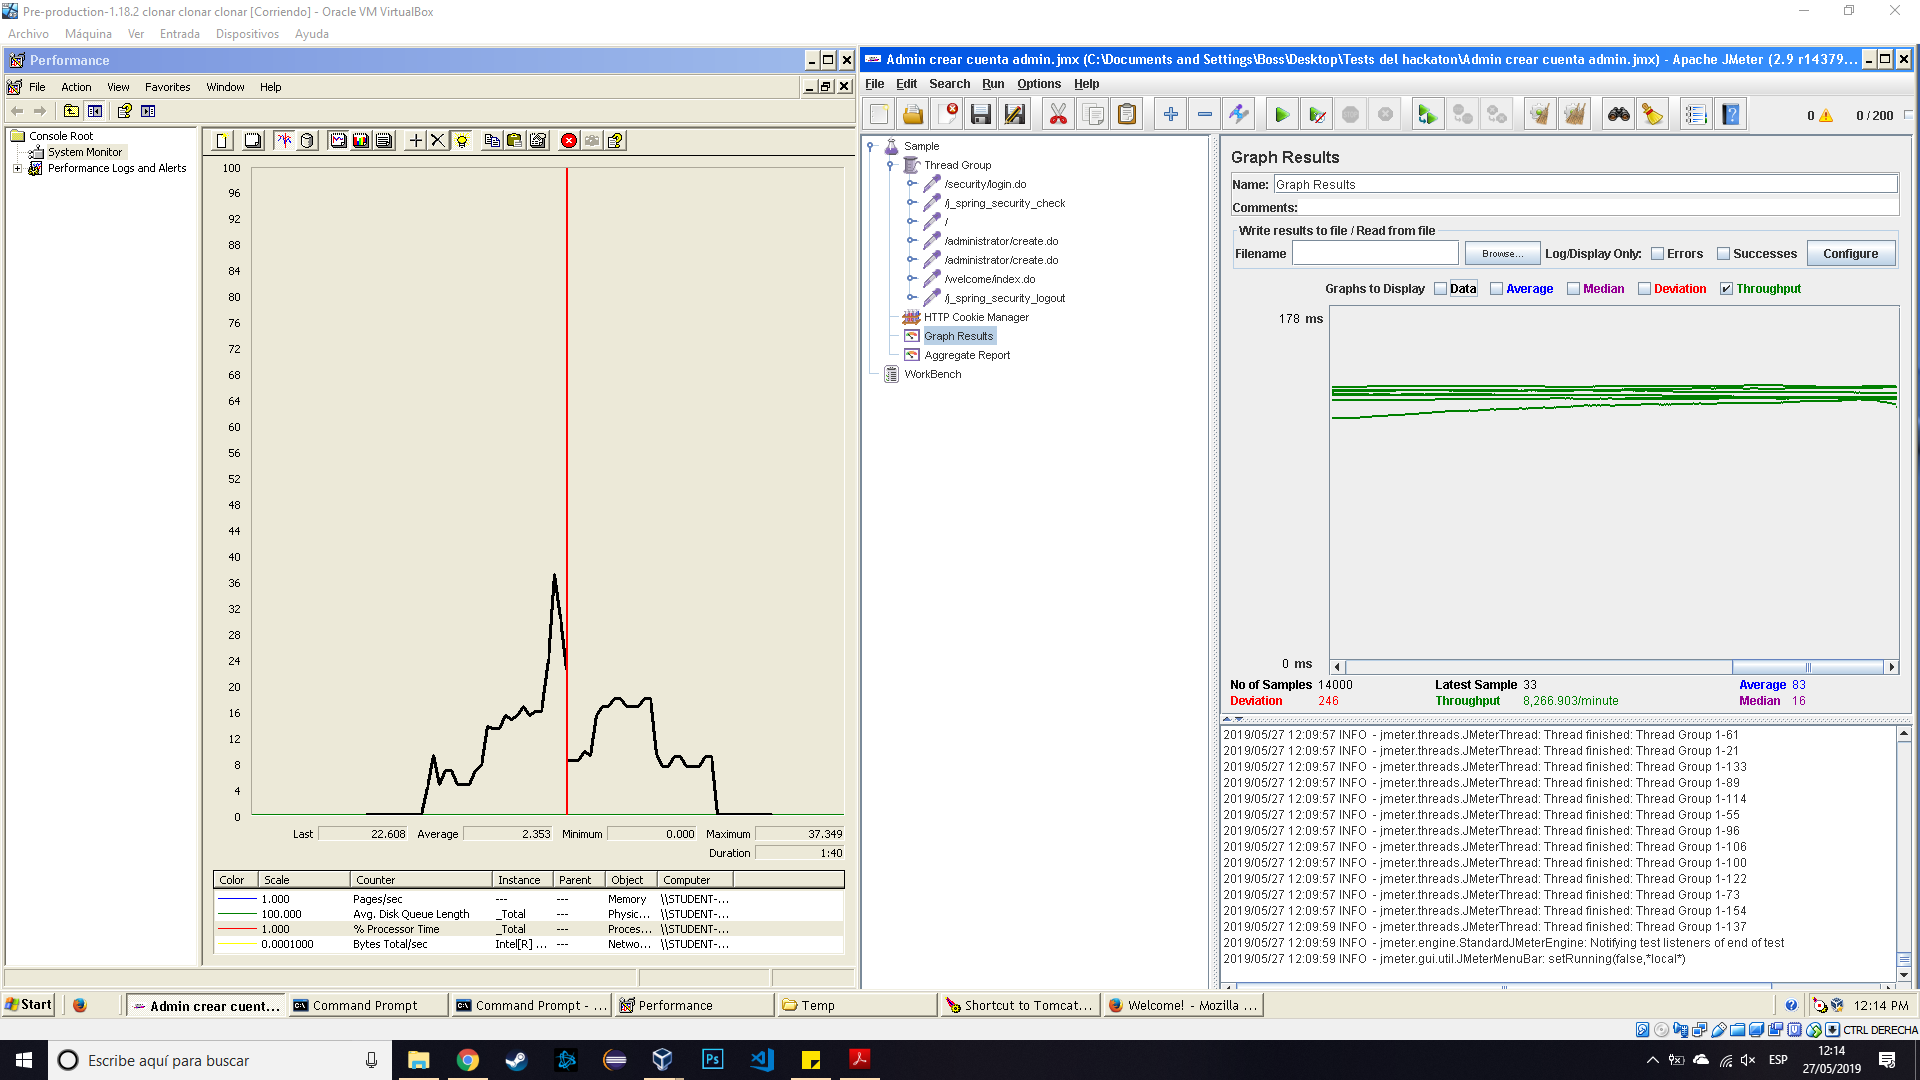 Pre-production-1.18.2 clonar clonar clonar [Corriendo] - Oracle VM VirtualBox
Archivo Máquina Ver Entrada Dispositivos Ayuda
Performance
File Action View Favorites Window Help
Console Root
System Monitor
Performance Logs and Alerts
100
96
92
88
84
80
76
72
68
64
60
56
52
48
44
40
36
32
28
24
20
16
12
8
4
0
Last 22.608 Average 2.353 Minimum 0.000 Maximum 37.349
Duration 1:40
Color Scale Counter Instance Parent Object Computer
1.000 Pages/sec --- --- Memory \\STUDENT-...
100.000 Avg. Disk Queue Length _Total --- Physic... \\STUDENT-...
1.000 % Processor Time _Total --- Proces... \\STUDENT-...
0.0001000 Bytes Total/sec Intel[R] ... --- Netwo... \\STUDENT-...
Admin crear cuenta admin.jmx (C:\Documents and Settings\Boss\Desktop\Tests del hackaton\Admin crear cuenta admin.jmx) - Apache JMeter (2.9 r14379...
File Edit Search Run Options Help
0 0 / 200
Sample
Thread Group
/security/login.do
/j_spring_security_check
/
/administrator/create.do
/administrator/create.do
/welcome/index.do
/j_spring_security_logout
HTTP Cookie Manager
Graph Results
Aggregate Report
WorkBench
Graph Results
Name: Graph Results
Comments:
Write results to file / Read from file
Filename Browse... Log/Display Only: Errors Successes Configure
Graphs to Display Data Average Median Deviation Throughput
178 ms
0 ms
No of Samples 14000 Latest Sample 33 Average 83
Deviation 246 Throughput 8,266.903/minute Median 16
2019/05/27 12:09:57 INFO - jmeter.threads.JMeterThread: Thread finished: Thread Group 1-61
2019/05/27 12:09:57 INFO - jmeter.threads.JMeterThread: Thread finished: Thread Group 1-21
2019/05/27 12:09:57 INFO - jmeter.threads.JMeterThread: Thread finished: Thread Group 1-133
2019/05/27 12:09:57 INFO - jmeter.threads.JMeterThread: Thread finished: Thread Group 1-89
2019/05/27 12:09:57 INFO - jmeter.threads.JMeterThread: Thread finished: Thread Group 1-114
2019/05/27 12:09:57 INFO - jmeter.threads.JMeterThread: Thread finished: Thread Group 1-55
2019/05/27 12:09:57 INFO - jmeter.threads.JMeterThread: Thread finished: Thread Group 1-96
2019/05/27 12:09:57 INFO - jmeter.threads.JMeterThread: Thread finished: Thread Group 1-106
2019/05/27 12:09:57 INFO - jmeter.threads.JMeterThread: Thread finished: Thread Group 1-100
2019/05/27 12:09:57 INFO - jmeter.threads.JMeterThread: Thread finished: Thread Group 1-122
2019/05/27 12:09:57 INFO - jmeter.threads.JMeterThread: Thread finished: Thread Group 1-73
2019/05/27 12:09:57 INFO - jmeter.threads.JMeterThread: Thread finished: Thread Group 1-154
2019/05/27 12:09:57 INFO - jmeter.threads.JMeterThread: Thread finished: Thread Group 1-137
2019/05/27 12:09:59 INFO - jmeter.engine.StandardJMeterEngine: Notifying test listeners of end of test
2019/05/27 12:09:59 INFO - jmeter.gui.util.JMeterMenuBar: setRunning(false,*local*)
Start Admin crear cuent... Command Prompt Command Prompt - ... Performance Temp Shortcut to Tomcat... Welcome! - Mozilla ... 12:14 PM
CTRL DERECHA
Escribe aquí para buscar Ps ESP 12:14
27/05/2019